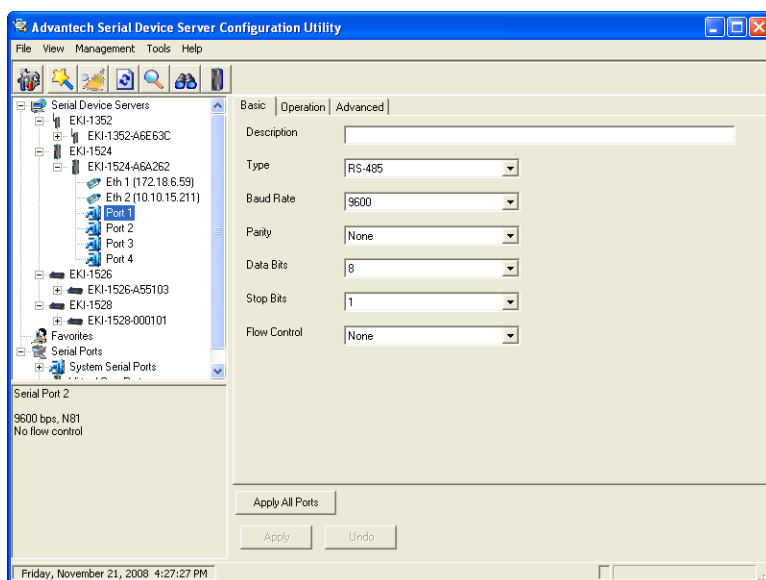 Advantech Serial Device Server Configuration Utility
File View Management Tools Help
Serial Device Servers
EKI-1352
EKI-1352-A6E63C
EKI-1524
EKI-1524-A6A262
Eth 1 (172.18.6.59)
Eth 2 (10.10.15.211)
Port 1
Port 2
Port 3
Port 4
EKI-1526
EKI-1526-A55103
EKI-1528
EKI-1528-000101
Favorites
Serial Ports
System Serial Ports
Serial Port 2
9600 bps, N81
No flow control
Basic Operation Advanced
Description
Type RS-485
Baud Rate 9600
Parity None
Data Bits 8
Stop Bits 1
Flow Control None
Apply All Ports
Apply Undo
Friday, November 21, 2008 4:27:27 PM